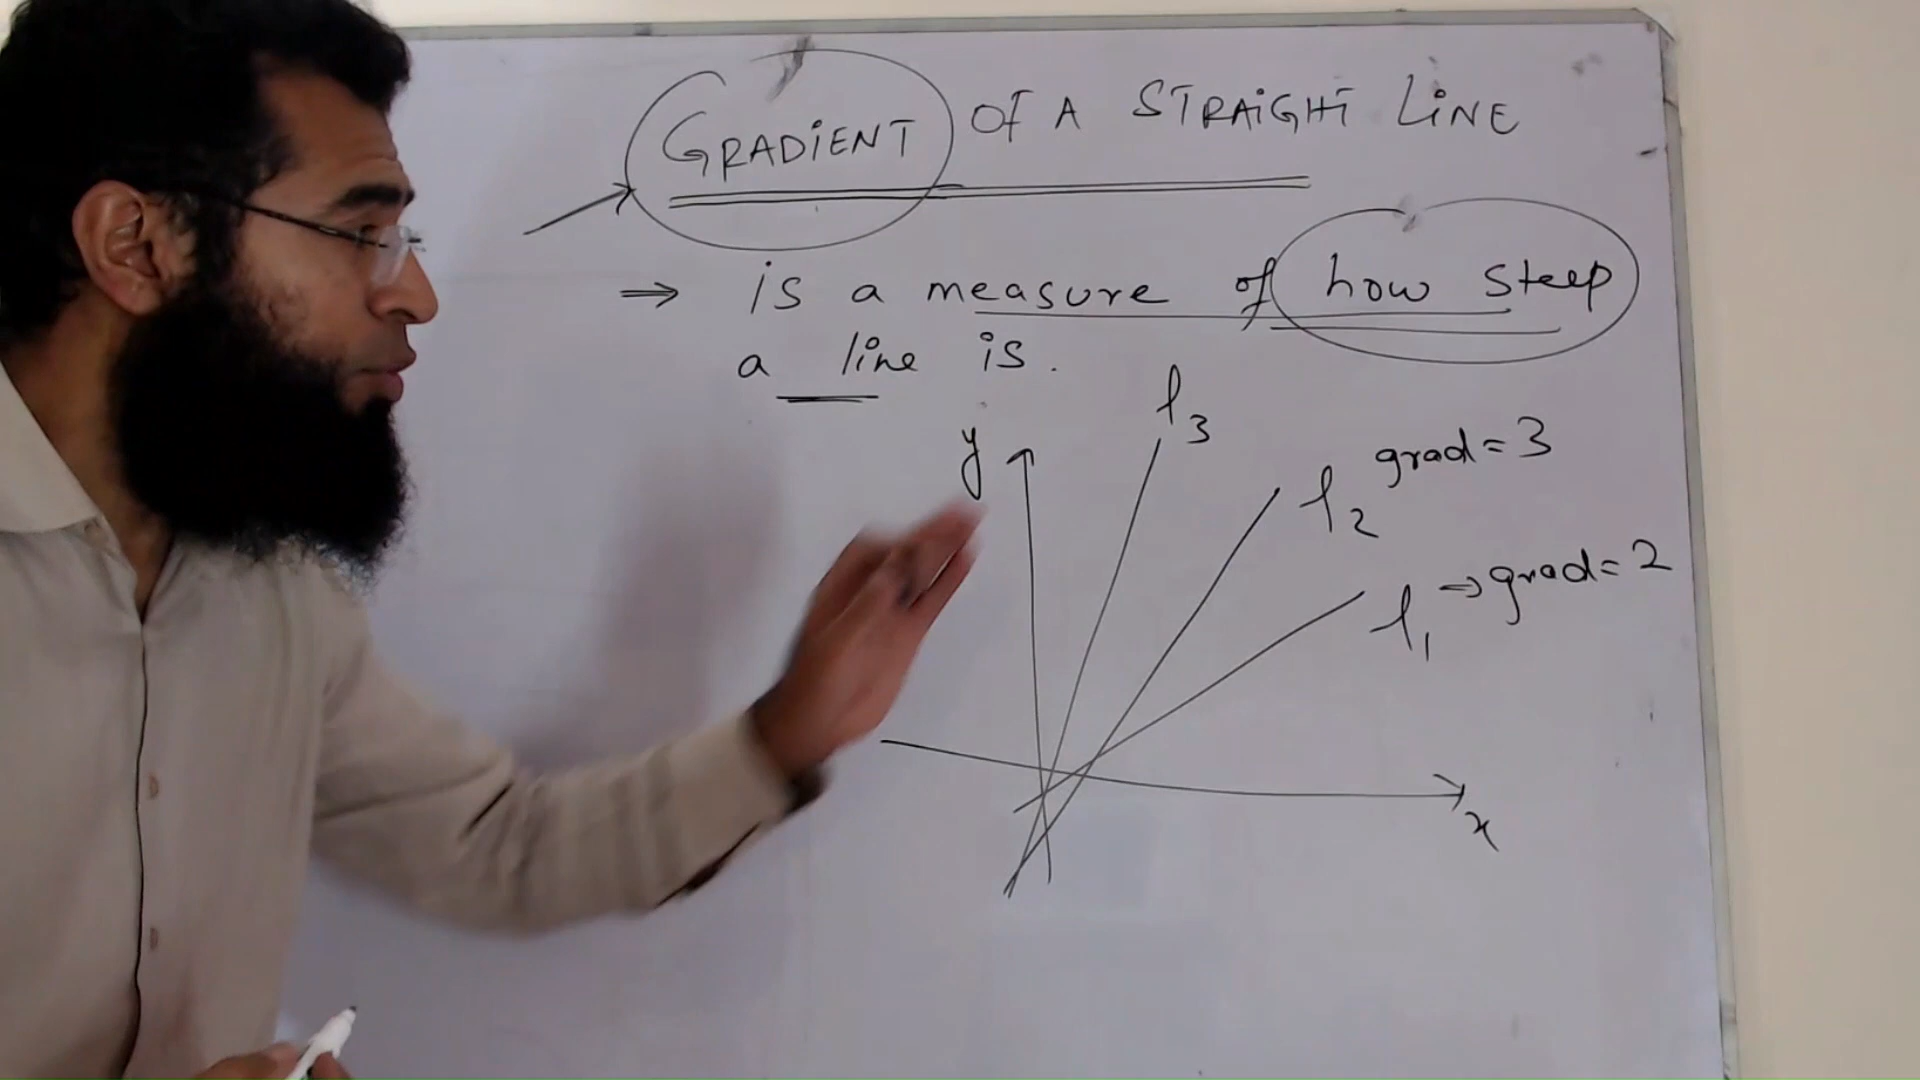 GRADIENT OF A STRAIGHT LINE
⇒ is a measure of how steep
a line is.
l3
y
l2 grad = 3
l1 → grad = 2
x